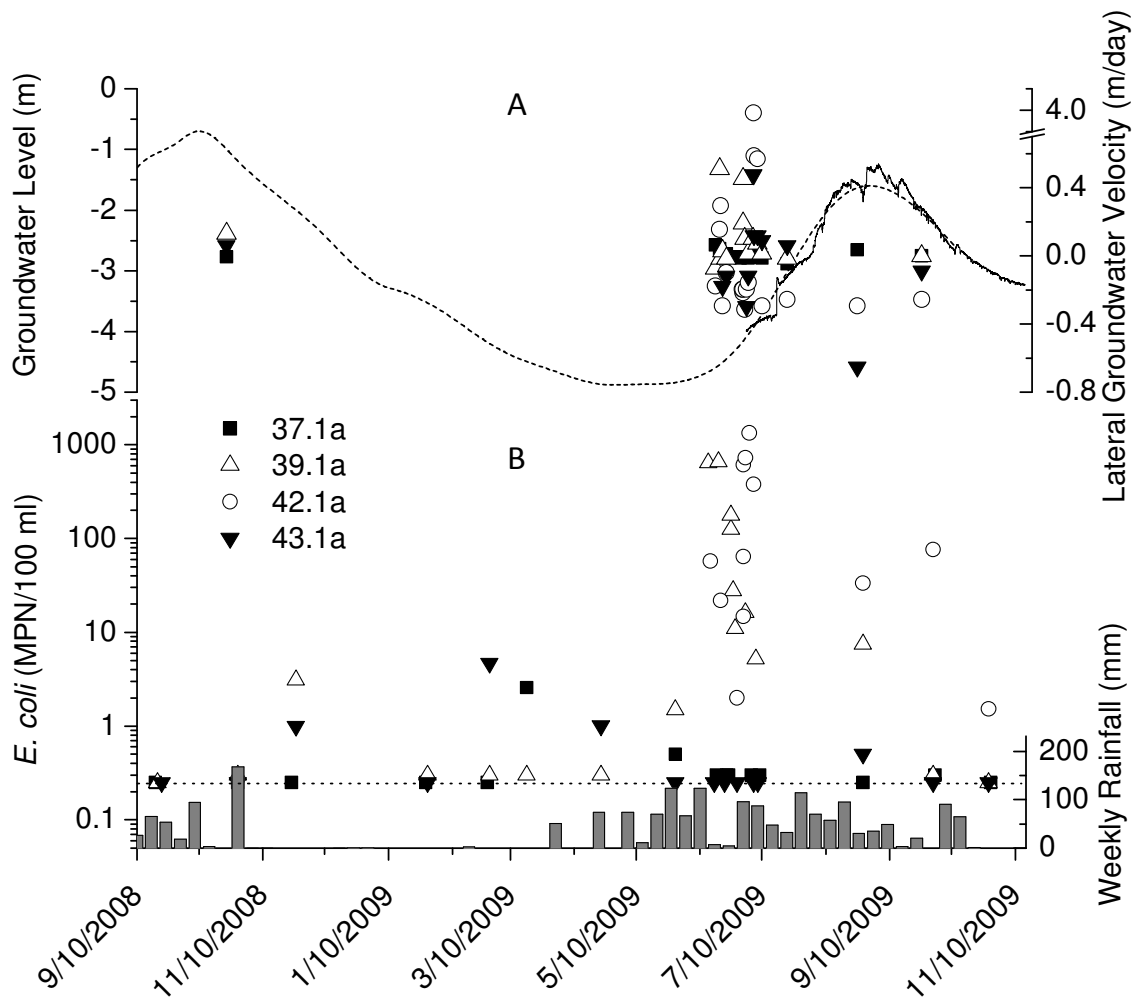 A
0
-1
-2
-3
-4
-5
Groundwater Level (m)
4.0
0.4
0.0
-0.4
-0.8
Lateral Groundwater Velocity (m/day)
B
37.1a
39.1a
42.1a
43.1a
1000
100
10
1
0.1
E. coli (MPN/100 ml)
200
100
0
Weekly Rainfall (mm)
9/10/2008
11/10/2008
1/10/2009
3/10/2009
5/10/2009
7/10/2009
9/10/2009
11/10/2009